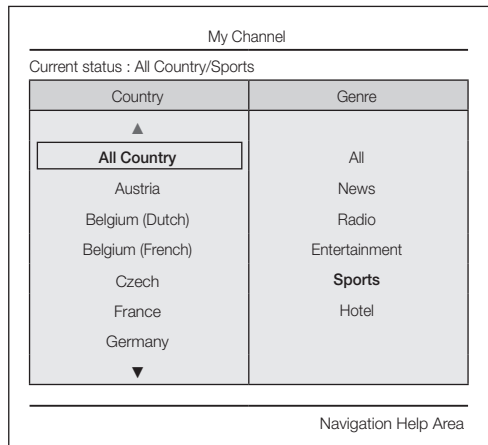 My Channel
Current status : All Country/Sports
Country Genre
▲
All Country All
Austria News
Belgium (Dutch) Radio
Belgium (French) Entertainment
Czech Sports
France Hotel
Germany
▼
Navigation Help Area